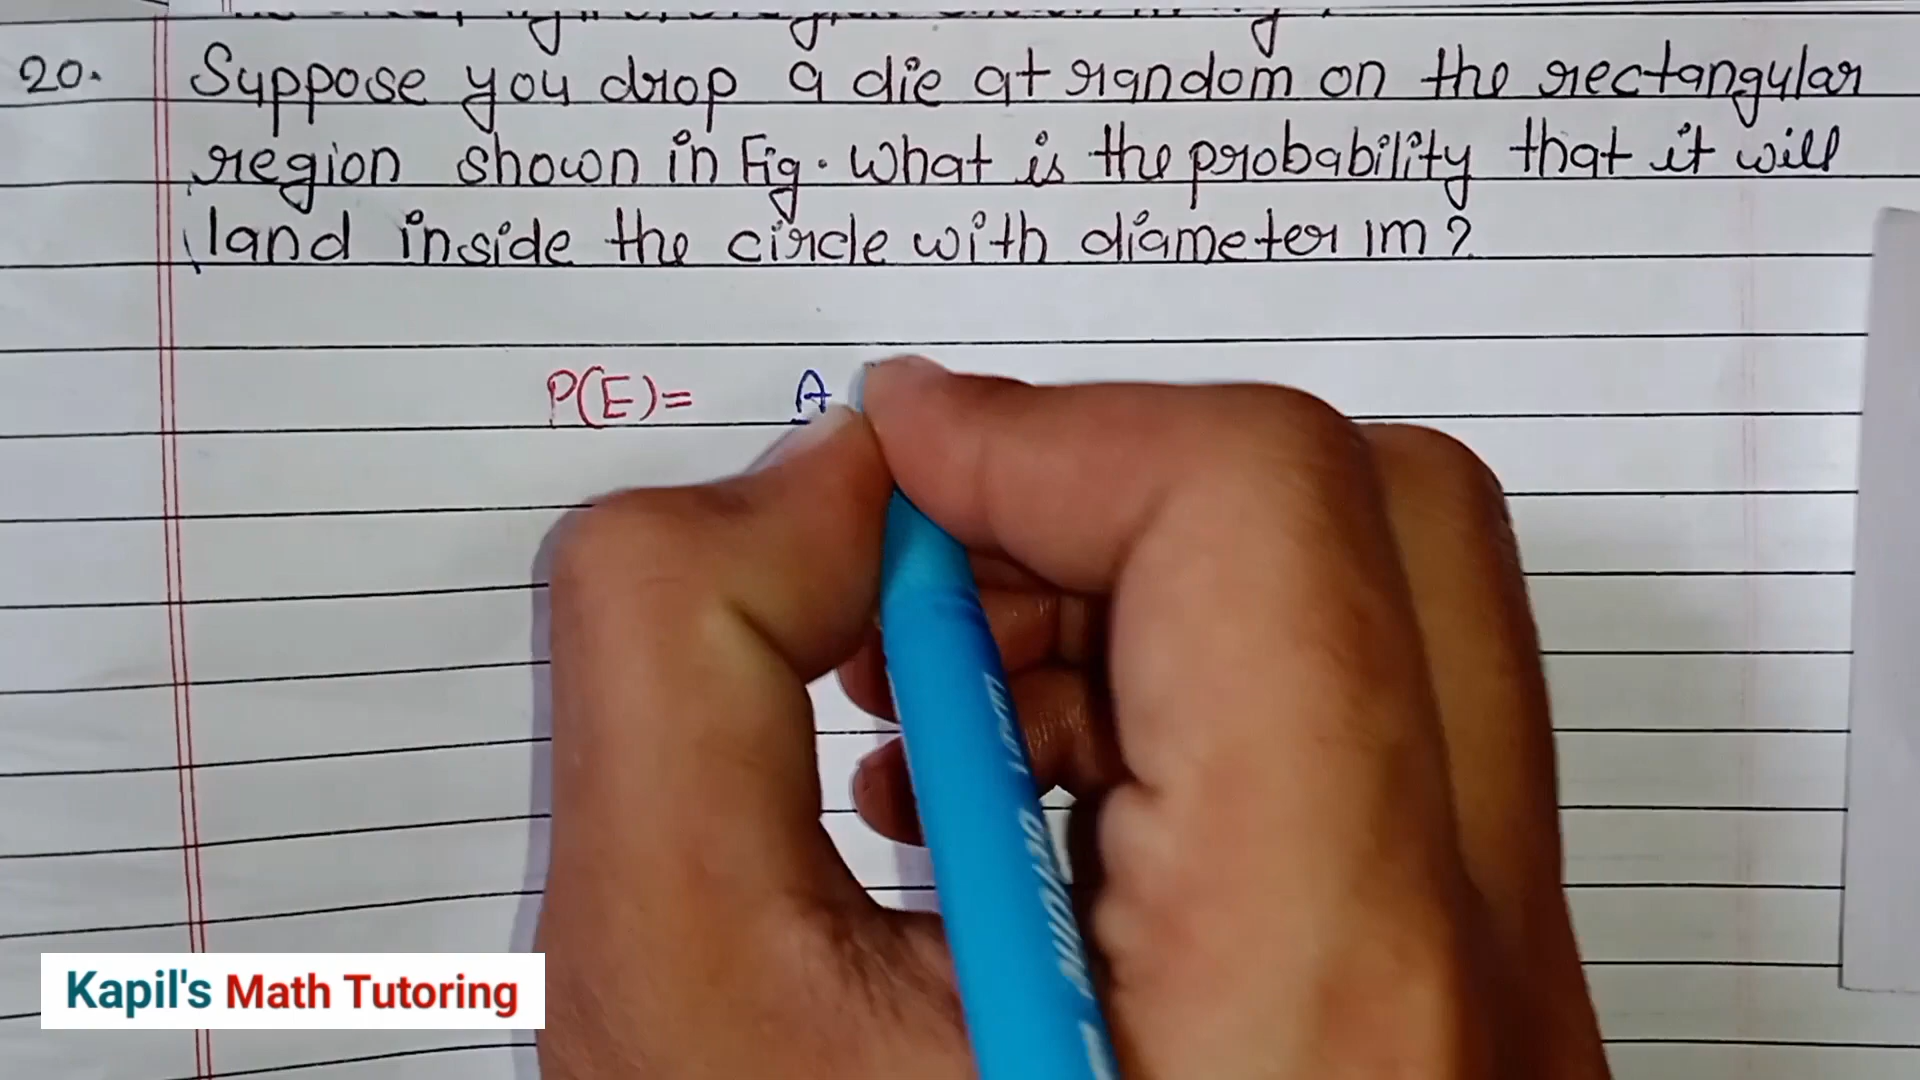 20. Suppose you drop a die at random on the rectangular
region shown in Fig. What is the probability that it will
land inside the circle with diameter 1m?
P(E)= A
Kapil's Math Tutoring